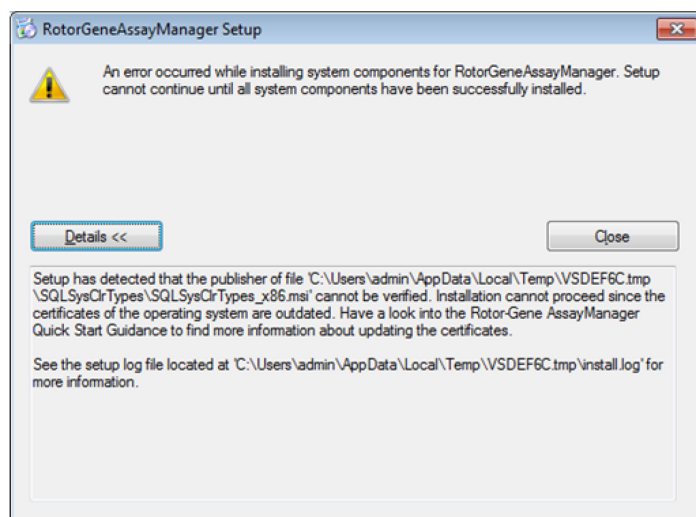 RotorGeneAssayManager Setup
An error occurred while installing system components for RotorGeneAssayManager. Setup
cannot continue until all system components have been successfully installed.
Details <<
Close
Setup has detected that the publisher of file 'C:\Users\admin\AppData\Local\Temp\VSDEF6C.tmp
\SQLSysClrTypes\SQLSysClrTypes_x86.msi' cannot be verified. Installation cannot proceed since the
certificates of the operating system are outdated. Have a look into the Rotor-Gene AssayManager
Quick Start Guidance to find more information about updating the certificates.
See the setup log file located at 'C:\Users\admin\AppData\Local\Temp\VSDEF6C.tmp\install.log' for
more information.